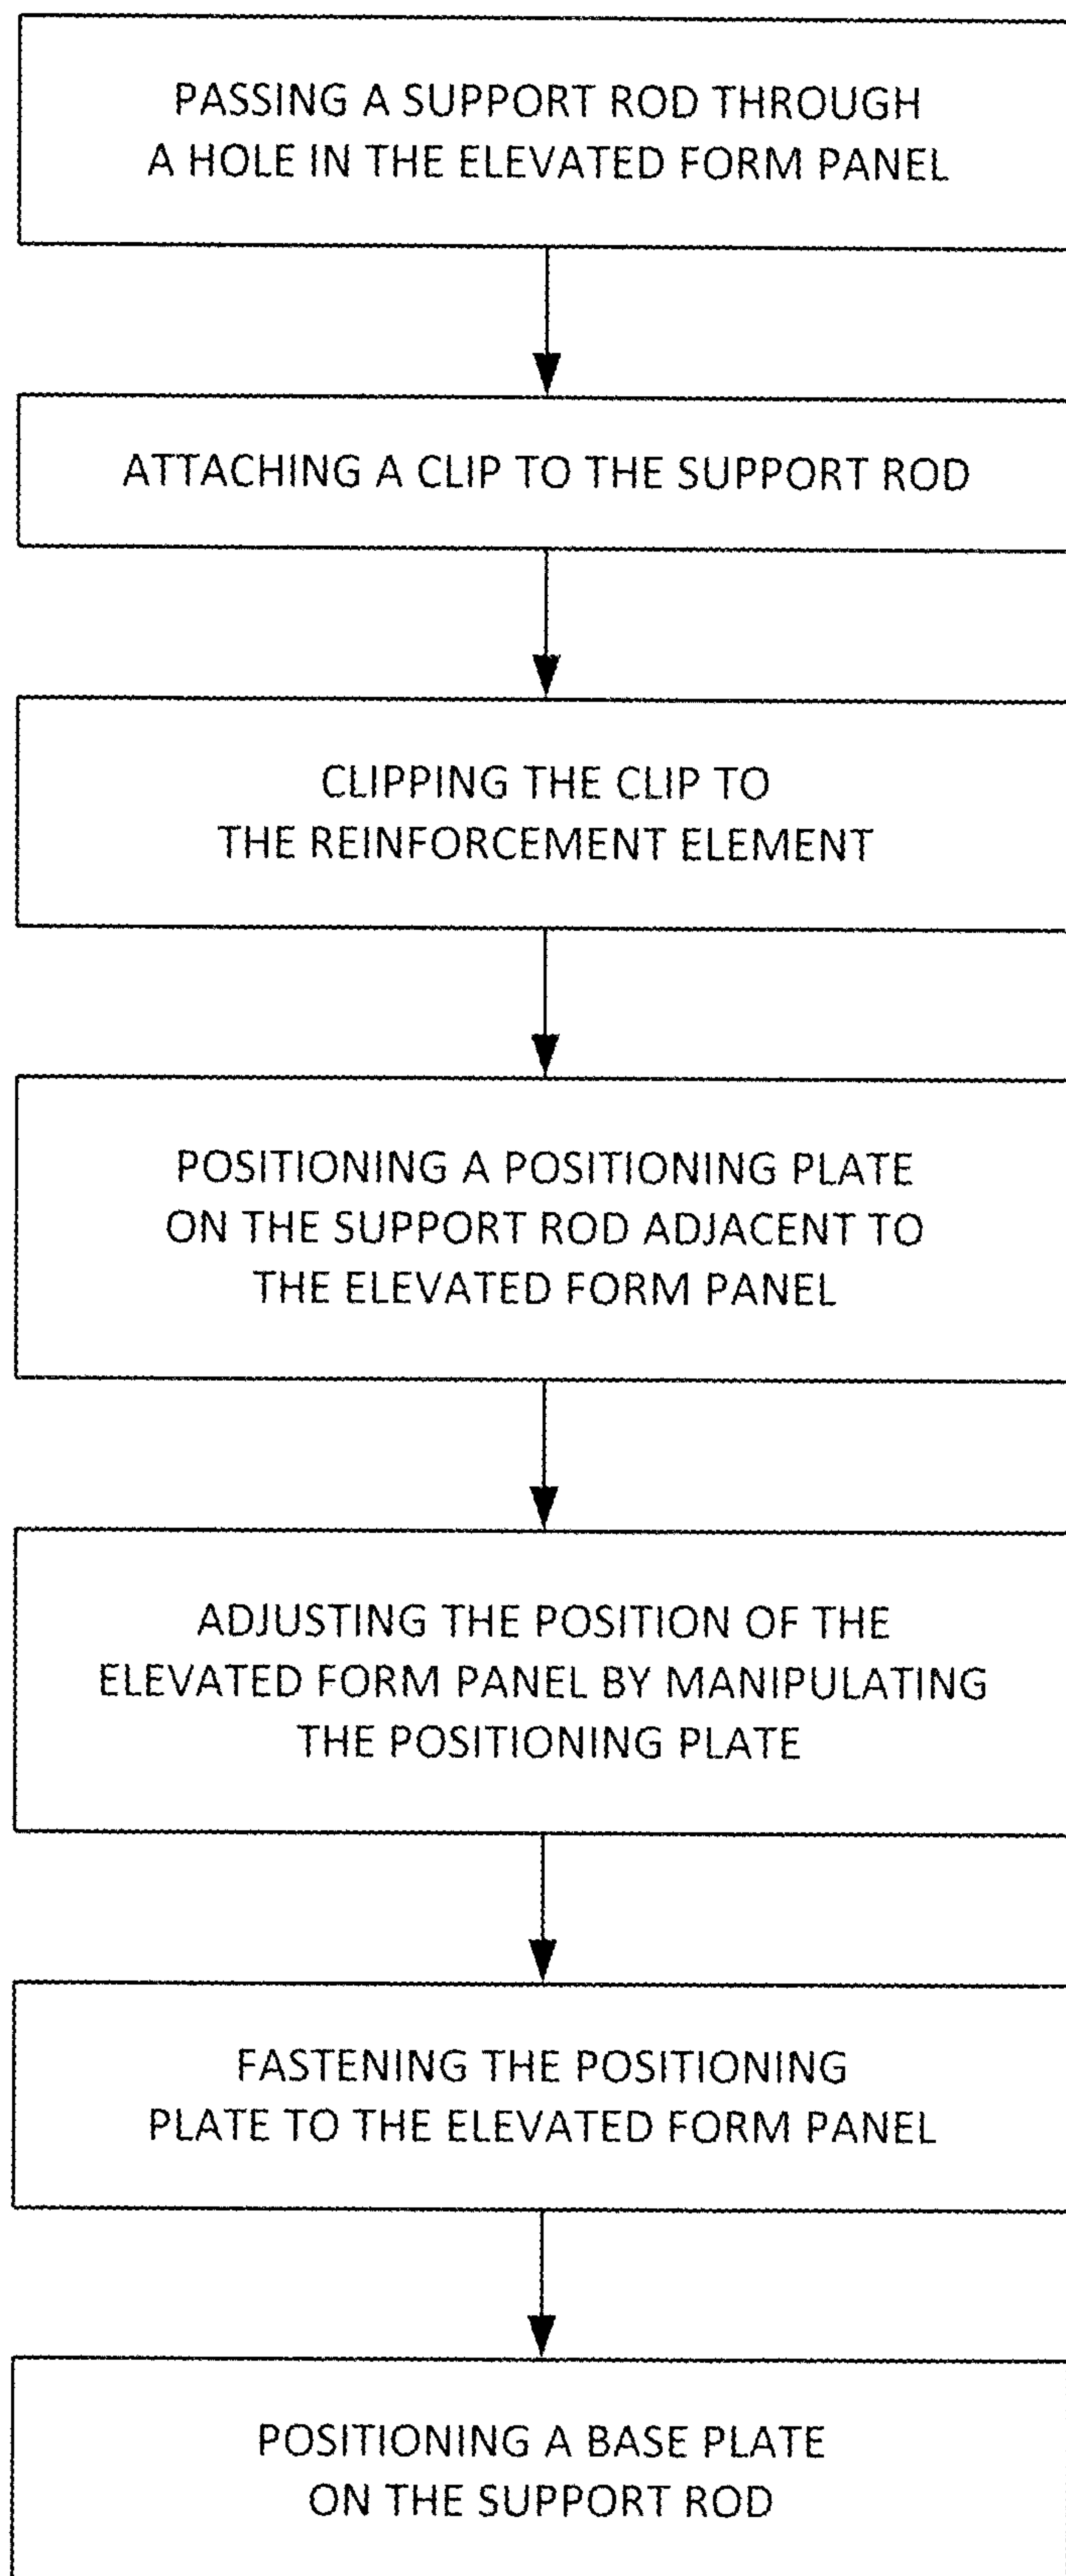 PASSING A SUPPORT ROD THROUGH
A HOLE IN THE ELEVATED FORM PANEL
ATTACHING A CLIP TO THE SUPPORT ROD
CLIPPING THE CLIP TO
THE REINFORCEMENT ELEMENT
POSITIONING A POSITIONING PLATE
ON THE SUPPORT ROD ADJACENT TO
THE ELEVATED FORM PANEL
ADJUSTING THE POSITION OF THE
ELEVATED FORM PANEL BY MANIPULATING
THE POSITIONING PLATE
FASTENING THE POSITIONING
PLATE TO THE ELEVATED FORM PANEL
POSITIONING A BASE PLATE
ON THE SUPPORT ROD